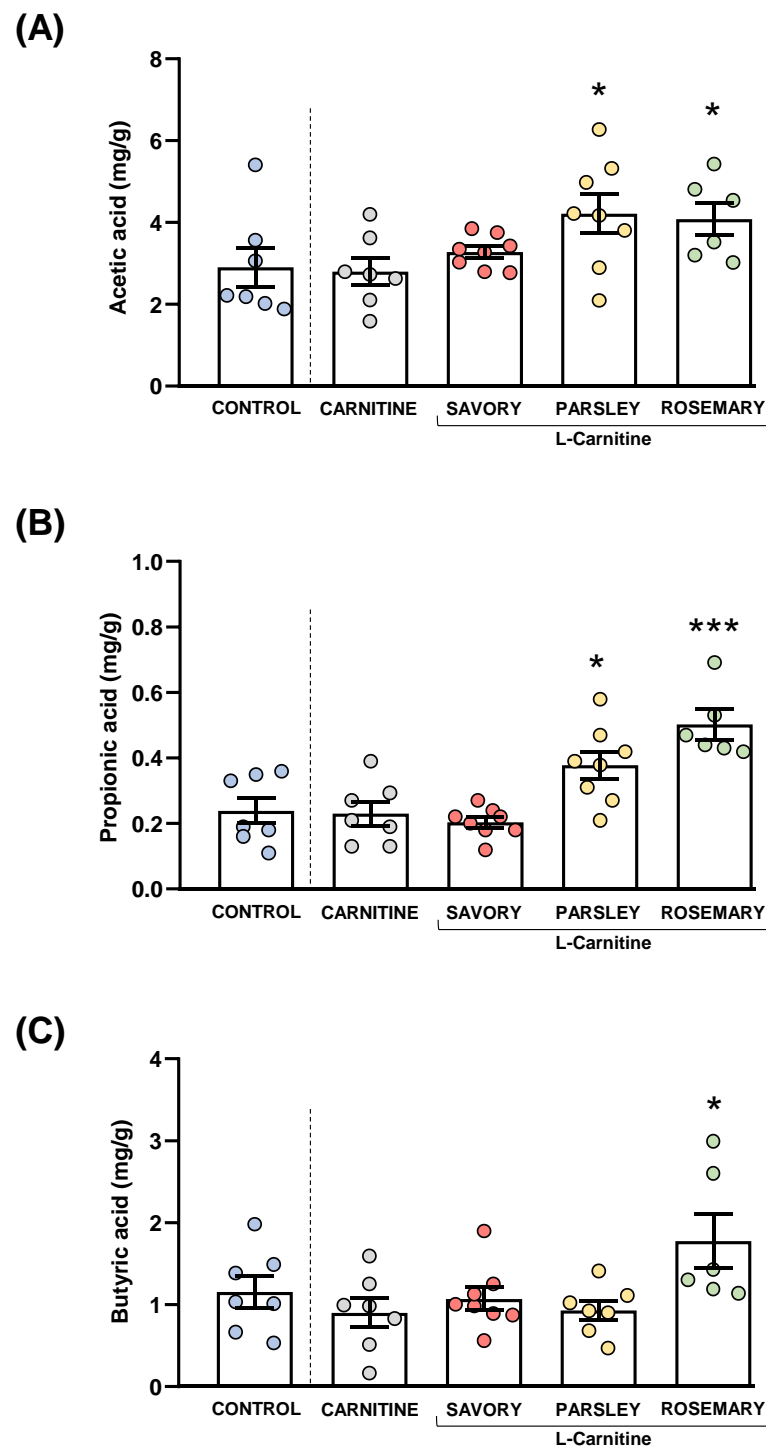 (A)
8
6
4
2
0
Acetic acid (mg/g)
*
*
CONTROL
CARNITINE
SAVORY
PARSLEY
ROSEMARY
L-Carnitine
(B)
1.0
0.8
0.6
0.4
0.2
0.0
Propionic acid (mg/g)
*
***
CONTROL
CARNITINE
SAVORY
PARSLEY
ROSEMARY
L-Carnitine
(C)
4
3
2
1
0
Butyric acid (mg/g)
*
CONTROL
CARNITINE
SAVORY
PARSLEY
ROSEMARY
L-Carnitine